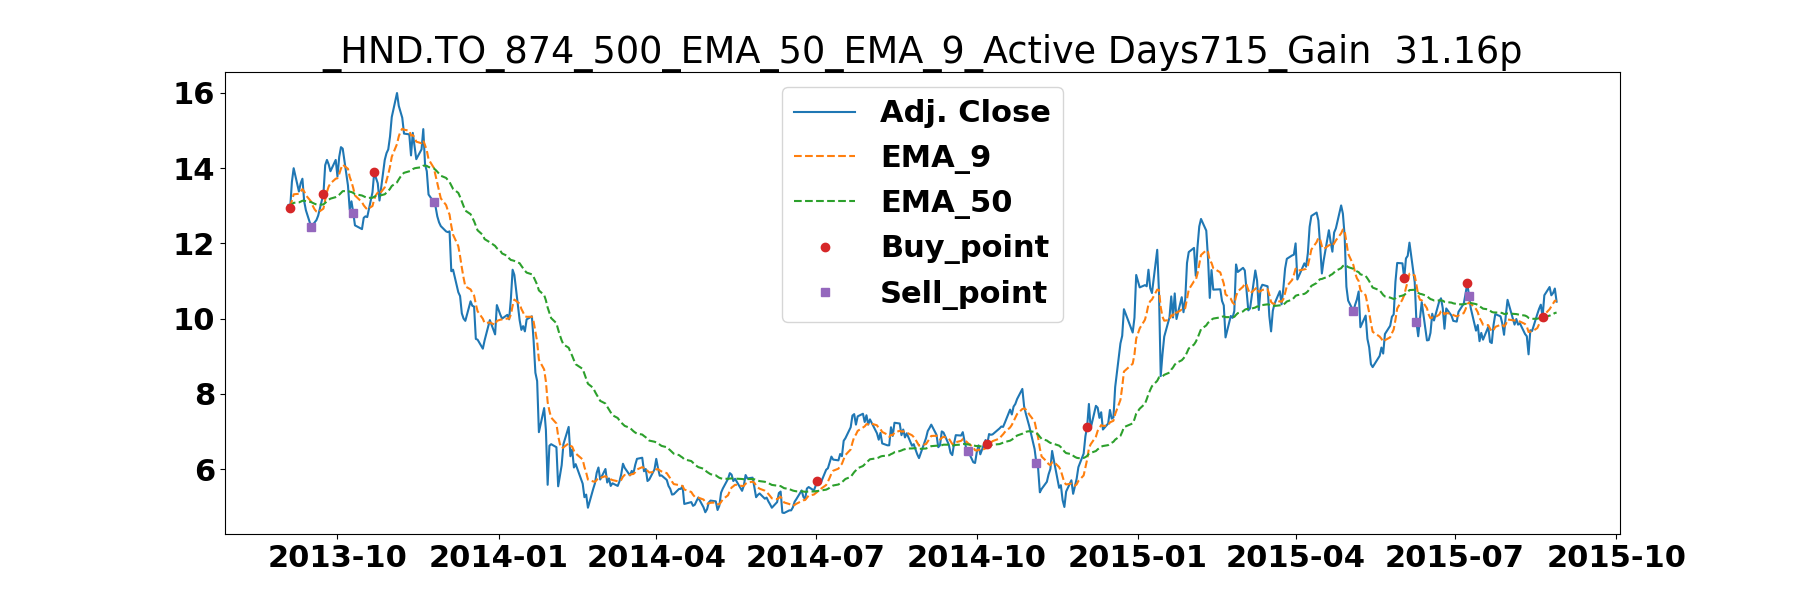 _HND.TO_874_500_EMA_50_EMA_9_Active Days715_Gain  31.16p
16
14
12
10
8
6
Adj. Close
EMA_9
EMA_50
Buy_point
Sell_point
2013-10 2014-01 2014-04 2014-07 2014-10 2015-01 2015-04 2015-07 2015-10